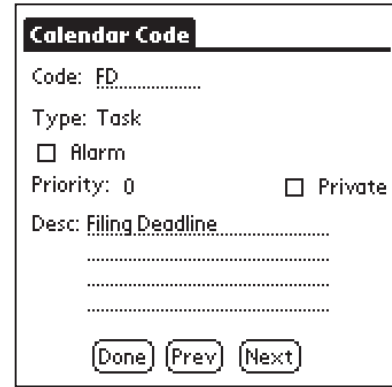 Calendar Code
Code: FD
Type: Task
Alarm
Priority: 0 Private
Desc: Filing Deadline
Done Prev Next